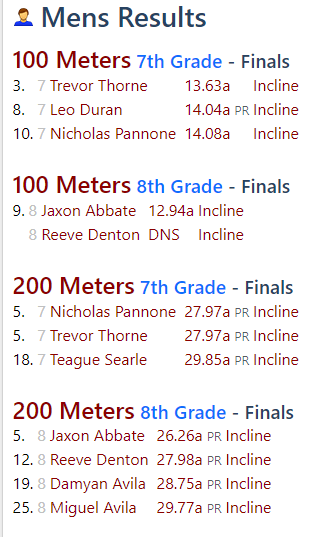 Mens Results
100 Meters 7th Grade - Finals
3. 7 Trevor Thorne 13.63a Incline
8. 7 Leo Duran 14.04a PR Incline
10. 7 Nicholas Pannone 14.08a Incline
100 Meters 8th Grade - Finals
9. 8 Jaxon Abbate 12.94a Incline
8 Reeve Denton DNS Incline
200 Meters 7th Grade - Finals
5. 7 Nicholas Pannone 27.97a PR Incline
5. 7 Trevor Thorne 27.97a PR Incline
18. 7 Teague Searle 29.85a PR Incline
200 Meters 8th Grade - Finals
5. 8 Jaxon Abbate 26.26a PR Incline
12. 8 Reeve Denton 27.98a PR Incline
19. 8 Damyan Avila 28.75a PR Incline
25. 8 Miguel Avila 29.77a PR Incline